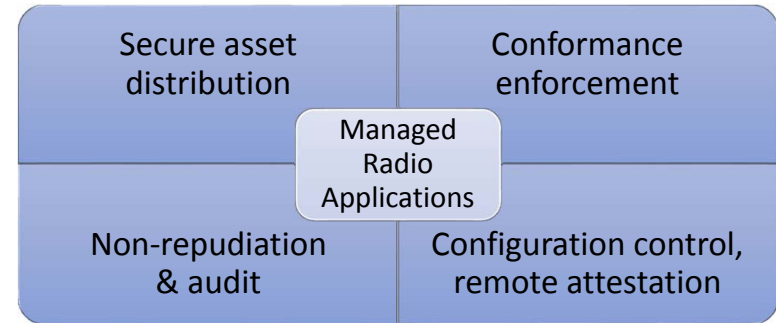 Secure asset
distribution
Conformance
enforcement
Managed
Radio
Applications
Non-repudiation
& audit
Configuration control,
remote attestation